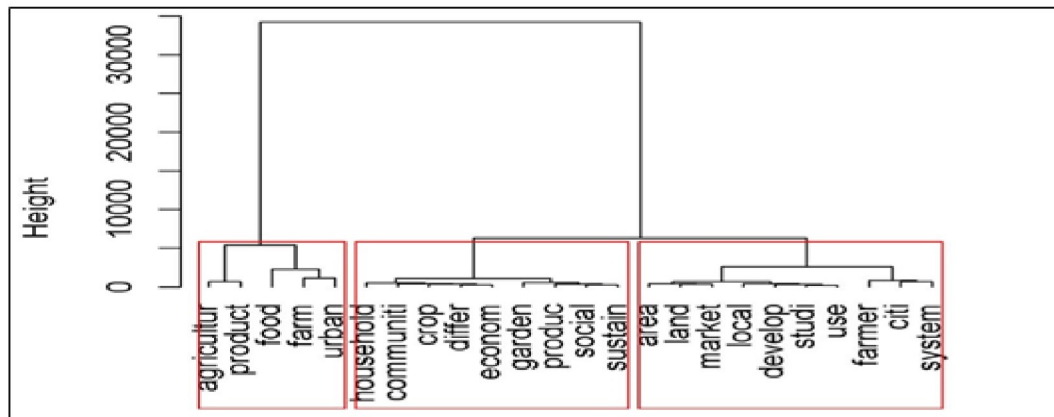 Height
0
10000
20000
30000
agricultur
product
food
farm
urban
household
communiti
crop
differ
econom
garden
produc
social
sustain
area
land
market
local
develop
studi
use
farmer
citi
system